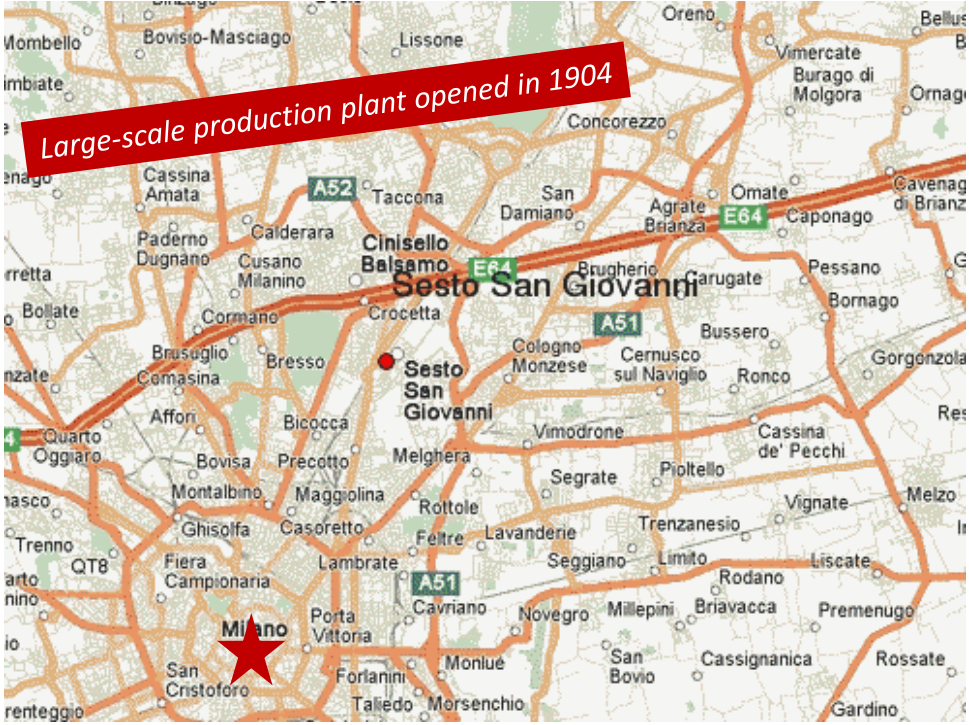 Bovisio-Masciago
Lissone
Oreno
Mombello
Vimercate
Burago di
Molgora
Large-scale production plant opened in 1904
Concorezzo
Cassina
Amata
A52
Taccona
San
Damiano
Agrate
Brianza
Omate
E64
Caponago
Calderara
Paderno
Dugnano
Cinisello
Balsamo
Cusano
Milanino
E64
Brugherio
Carugate
Pessano
Sesto San Giovanni
Bornago
Bollate
Cormano
Crocetta
A51
Bussero
Brusuglio
Bresso
Sesto
San
Giovanni
Cologno
Monzese
Cernusco
sul Naviglio
Ronco
Gorgonzola
Comasina
Affori
Bicocca
Quarto
Oggiaro
Vimodrone
Cassina
de' Pecchi
Bovisa
Precotto
Melghera
Segrate
Pioltello
Montalbino
Maggiolina
Rottole
Vignate
Melzo
Ghisolfa
Casoretto
Feltre
Lavanderie
Trenzanesio
Trenno
QT8
Fiera
Campionaria
Lambrate
Seggiano
Limito
Liscate
A51
Rodano
Cavriano
Novegro
Millepini
Briavacca
Premenugo
Milano
Porta
Vittoria
San
Cristoforo
Forlanini
Monluè
San
Bovio
Cassignanica
Rossate
Taliedo
Morsenchio
Gardino